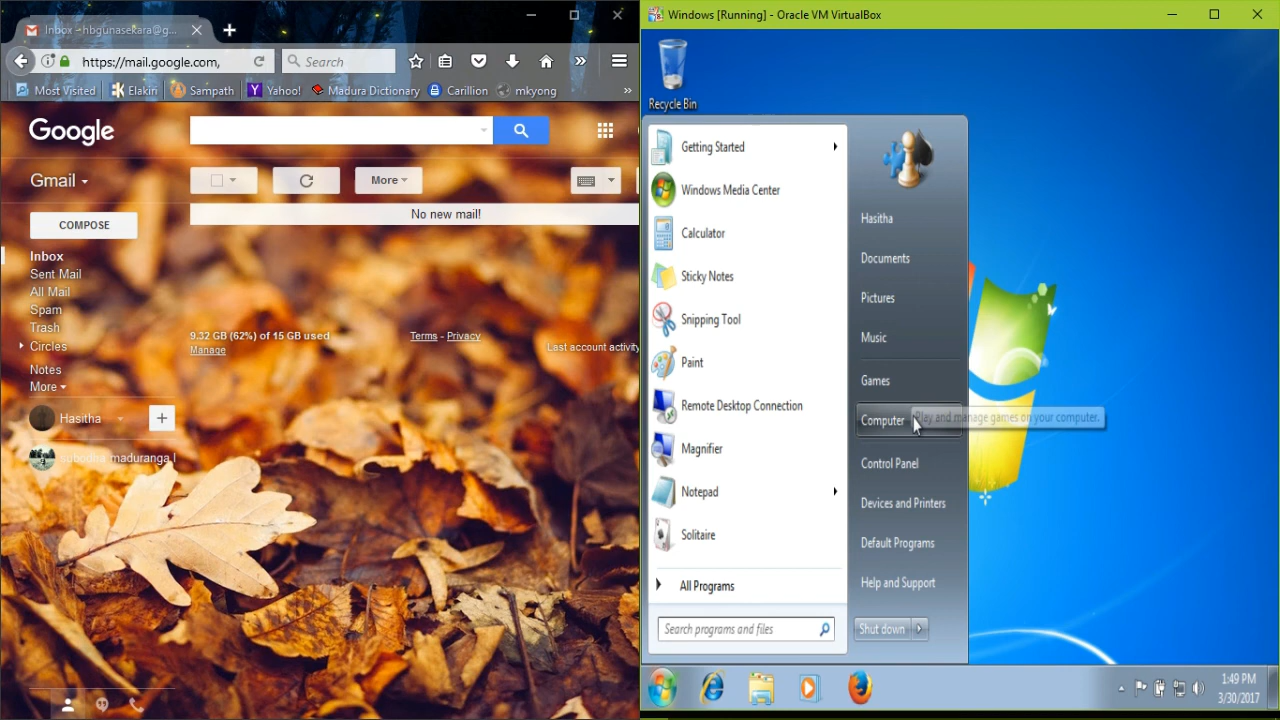 Inbox - hbgunasekara@g...
https://mail.google.com,
Search
Most Visited
Elakiri
Sampath
Yahoo!
Madura Dictionary
Carillion
mkyong
Google
Gmail
More
No new mail!
COMPOSE
Inbox
Sent Mail
All Mail
Spam
Trash
Circles
Notes
More
9.32 GB (62%) of 15 GB used
Manage
Terms - Privacy
Last account activity
Hasitha
subodha maduranga l
Windows [Running] - Oracle VM VirtualBox
Recycle Bin
Getting Started
Windows Media Center
Calculator
Sticky Notes
Snipping Tool
Paint
Remote Desktop Connection
Magnifier
Notepad
Solitaire
All Programs
Search programs and files
Hasitha
Documents
Pictures
Music
Games
Computer
Play and manage games on your computer.
Control Panel
Devices and Printers
Default Programs
Help and Support
Shut down
1:49 PM
3/30/2017